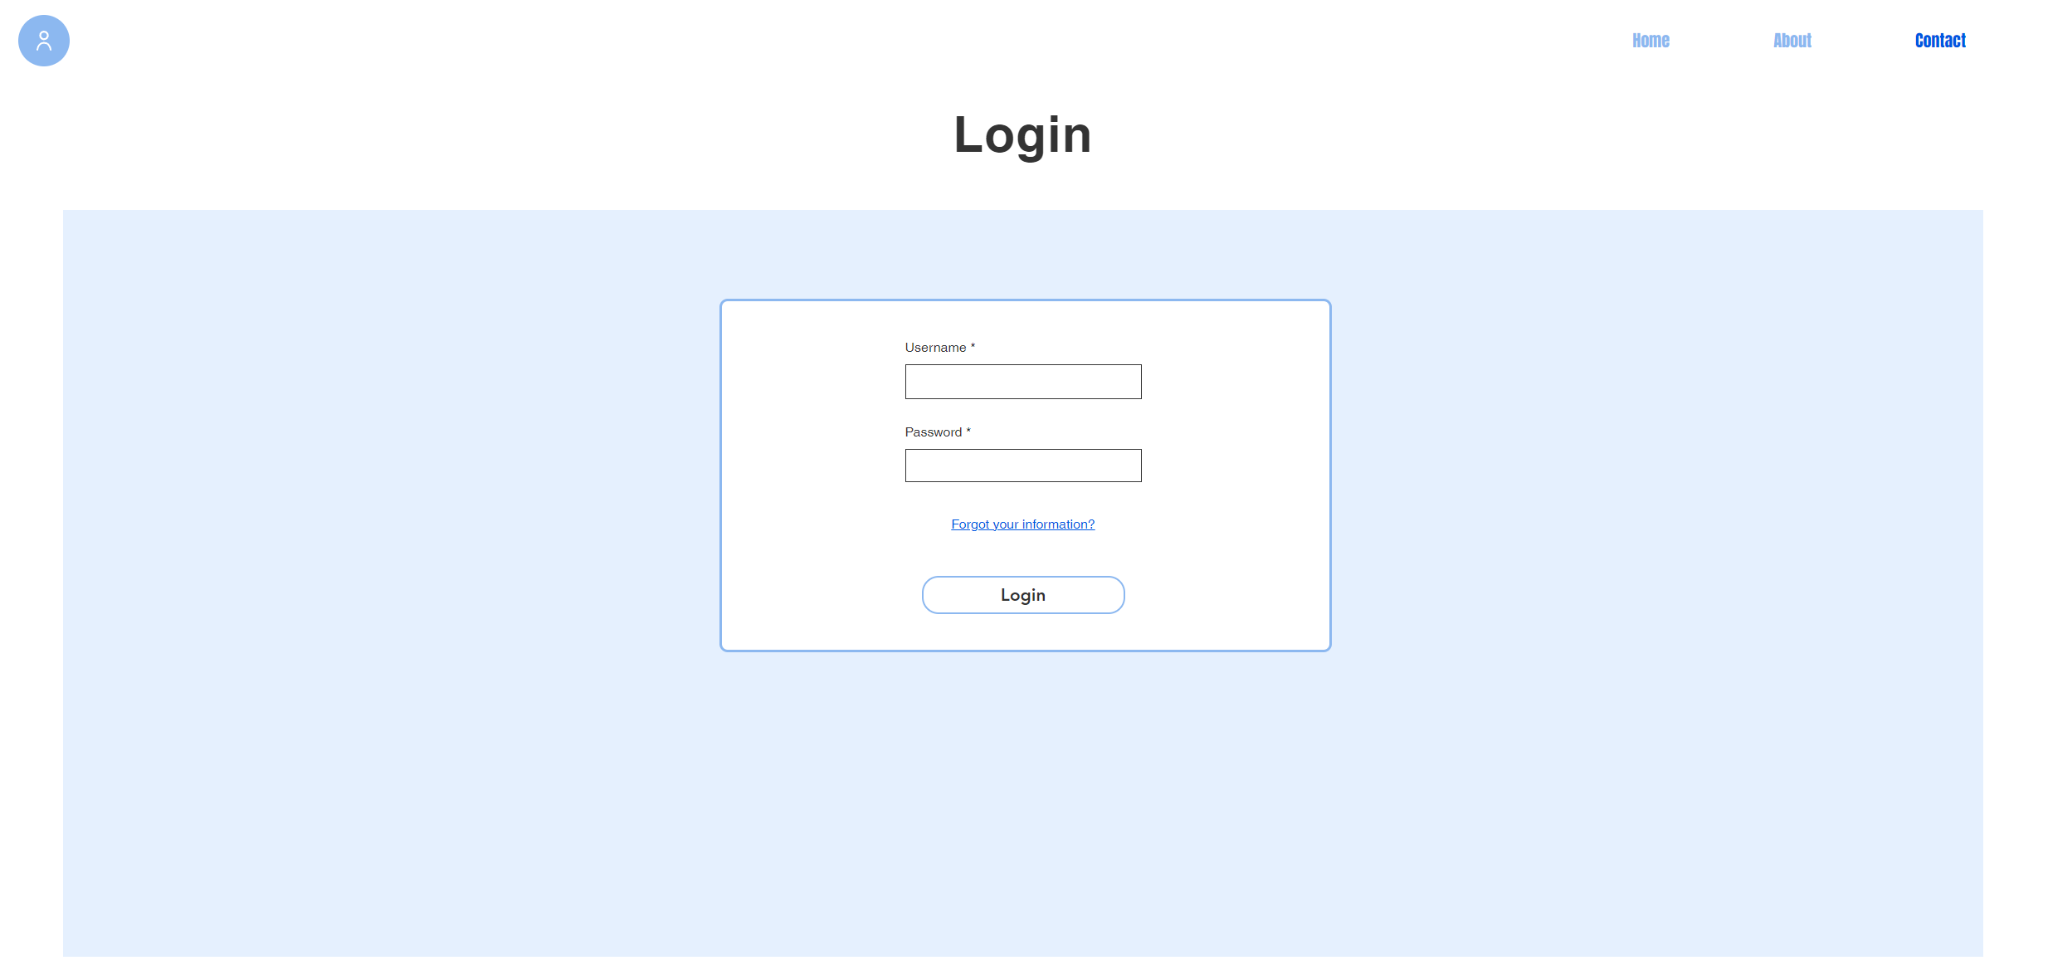 Home About Contact
Login
Username *
Password *
Forgot your information?
Login